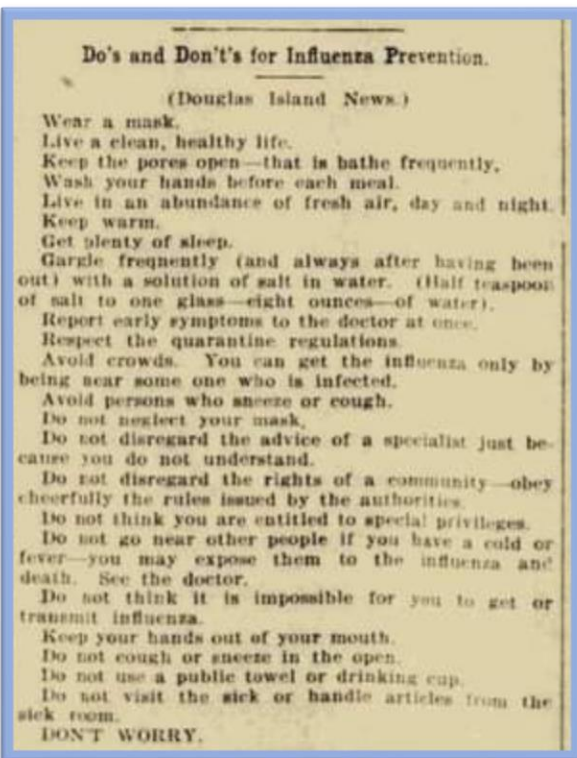 Do's and Don't's for Influenza Prevention.
(Douglas Island News.)
Wear a mask.
Live a clean, healthy life.
Keep the pores open—that is bathe frequently,
Wash your hands before each meal.
Live in an abundance of fresh air, day and night.
Keep warm.
Get plenty of sleep.
Gargle frequently (and always after having been
out) with a solution of salt in water. (Half teaspoon
of salt to one glass—eight ounces—of water).
Report early symptoms to the doctor at once.
Respect the quarantine regulations.
Avoid crowds. You can get the influenza only by
being near some one who is infected.
Avoid persons who sneeze or cough.
Do not neglect your mask,
Do not disregard the advice of a specialist just be-
cause you do not understand.
Do not disregard the rights of a community—obey
cheerfully the rules issued by the authorities.
Do not think you are entitled to special privileges.
Do not go near other people if you have a cold or
fever—you may expose them to the influenza and
death. See the doctor.
Do not think it is impossible for you to get or
transmit influenza.
Keep your hands out of your mouth.
Do not cough or sneeze in the open.
Do not use a public towel or drinking cup.
Do not visit the sick or handle articles from the
sick room.
DON'T WORRY.